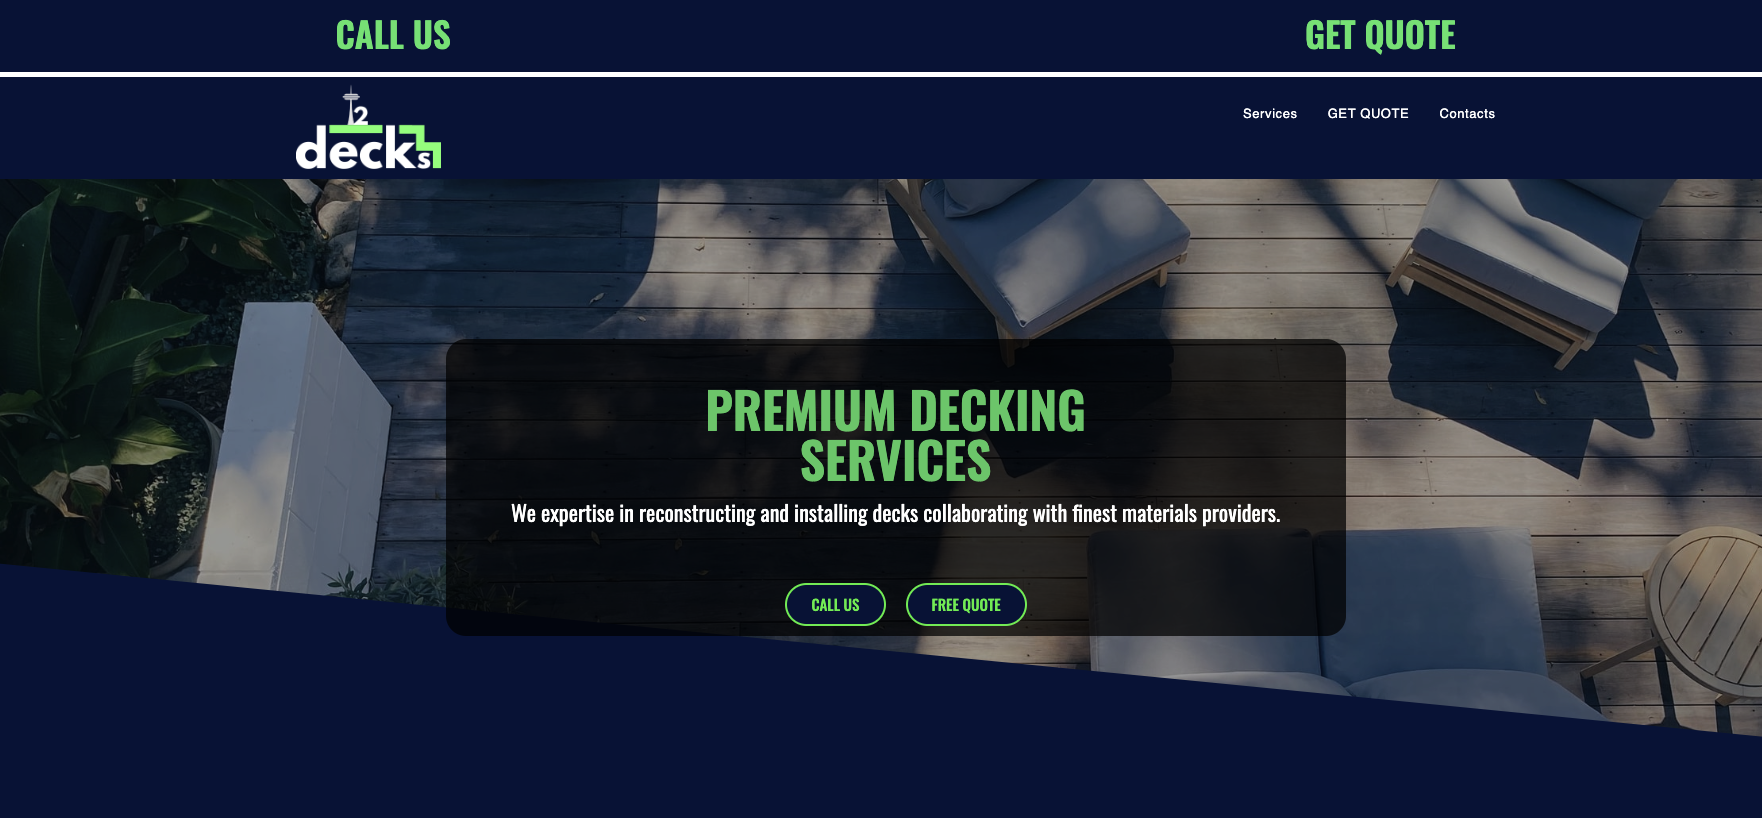 CALL US
GET QUOTE
2
decks
Services
GET QUOTE
Contacts
PREMIUM DECKING
SERVICES
We expertise in reconstructing and installing decks collaborating with finest materials providers.
CALL US
FREE QUOTE